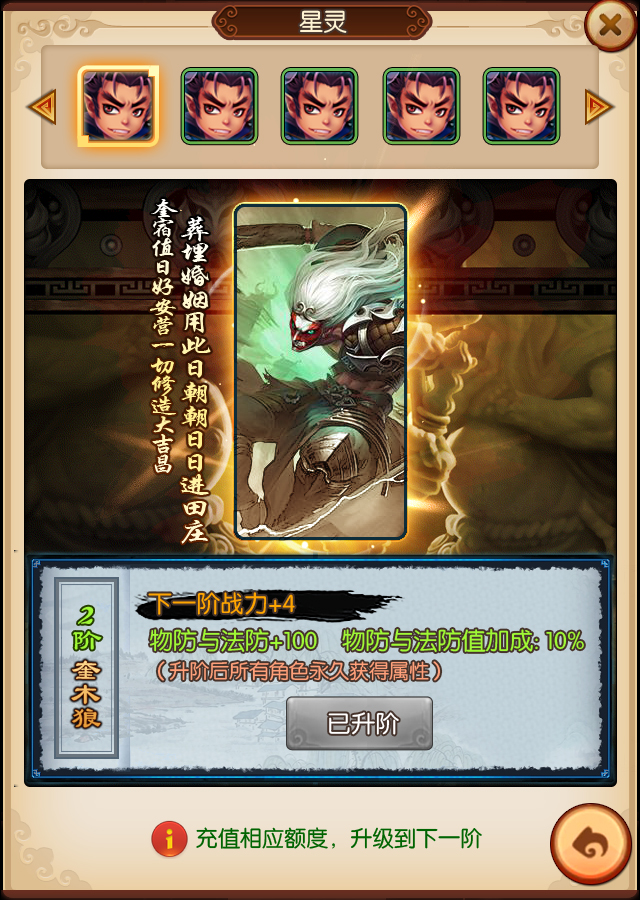 星灵
葬埋婚姻用此日朝朝日日进田庄
奎宿值日好安营一切修造大吉昌
2阶
奎木狼
下一阶战力+4
物防与法防+100 物防与法防值加成: 10%
(升阶后所有角色永久获得属性)
已升阶
i 充值相应额度，升级到下一阶